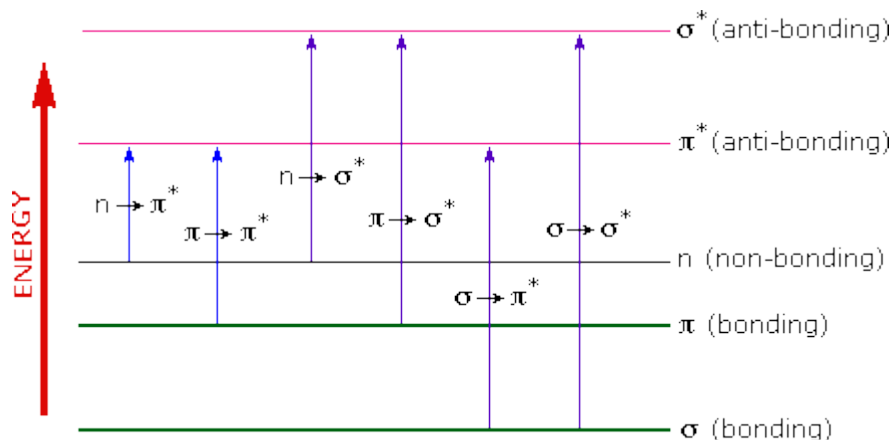 σ* (anti-bonding)
π* (anti-bonding)
n → σ*
n → π*
π → σ*
π → π*
σ → σ*
n (non-bonding)
σ → π*
π (bonding)
σ (bonding)
ENERGY